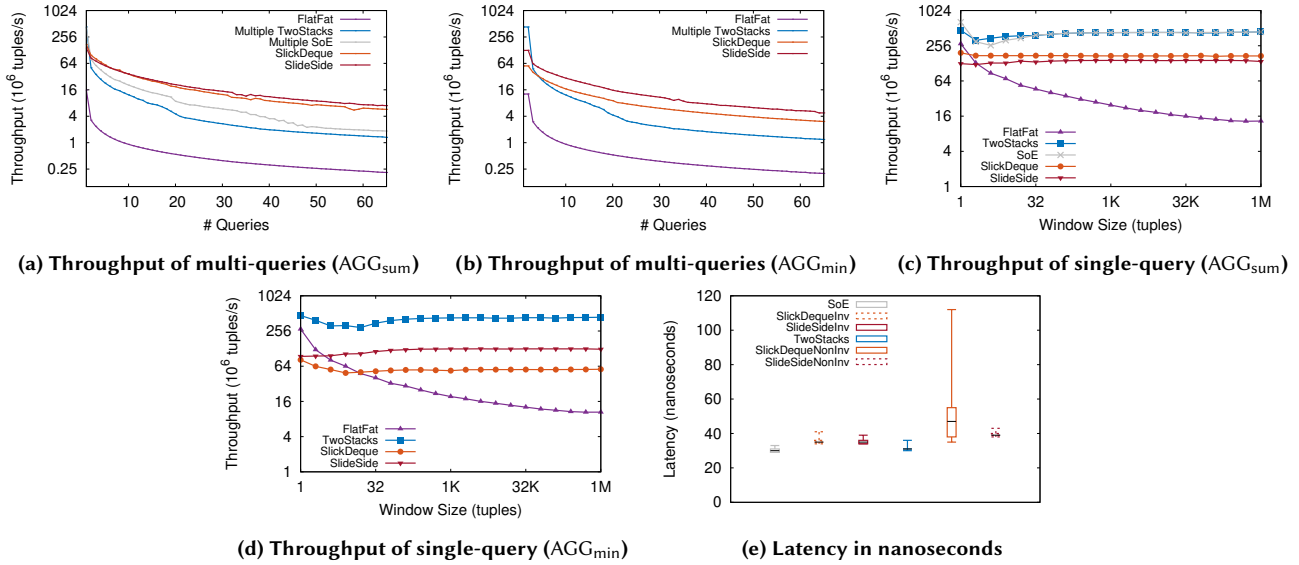 1024
256
64
16
4
1
0.25
Throughput (10⁶ tuples/s)
FlatFat
Multiple TwoStacks
Multiple SoE
SlickDeque
SlideSide
10 20 30 40 50 60
# Queries
(a) Throughput of multi-queries (AGGsum)
1024
256
64
16
4
1
0.25
Throughput (10⁶ tuples/s)
FlatFat
Multiple TwoStacks
SlickDeque
SlideSide
10 20 30 40 50 60
# Queries
(b) Throughput of multi-queries (AGGmin)
1024
256
64
16
4
1
Throughput (10⁶ tuples/s)
FlatFat
TwoStacks
SoE
SlickDeque
SlideSide
1 32 1K 32K 1M
Window Size (tuples)
(c) Throughput of single-query (AGGsum)
1024
256
64
16
4
1
Throughput (10⁶ tuples/s)
FlatFat
TwoStacks
SlickDeque
SlideSide
1 32 1K 32K 1M
Window Size (tuples)
(d) Throughput of single-query (AGGmin)
120
100
80
60
40
20
0
Latency (nanoseconds)
SoE
SlickDequeInv
SlideSideInv
TwoStacks
SlickDequeNonInv
SlideSideNonInv
(e) Latency in nanoseconds